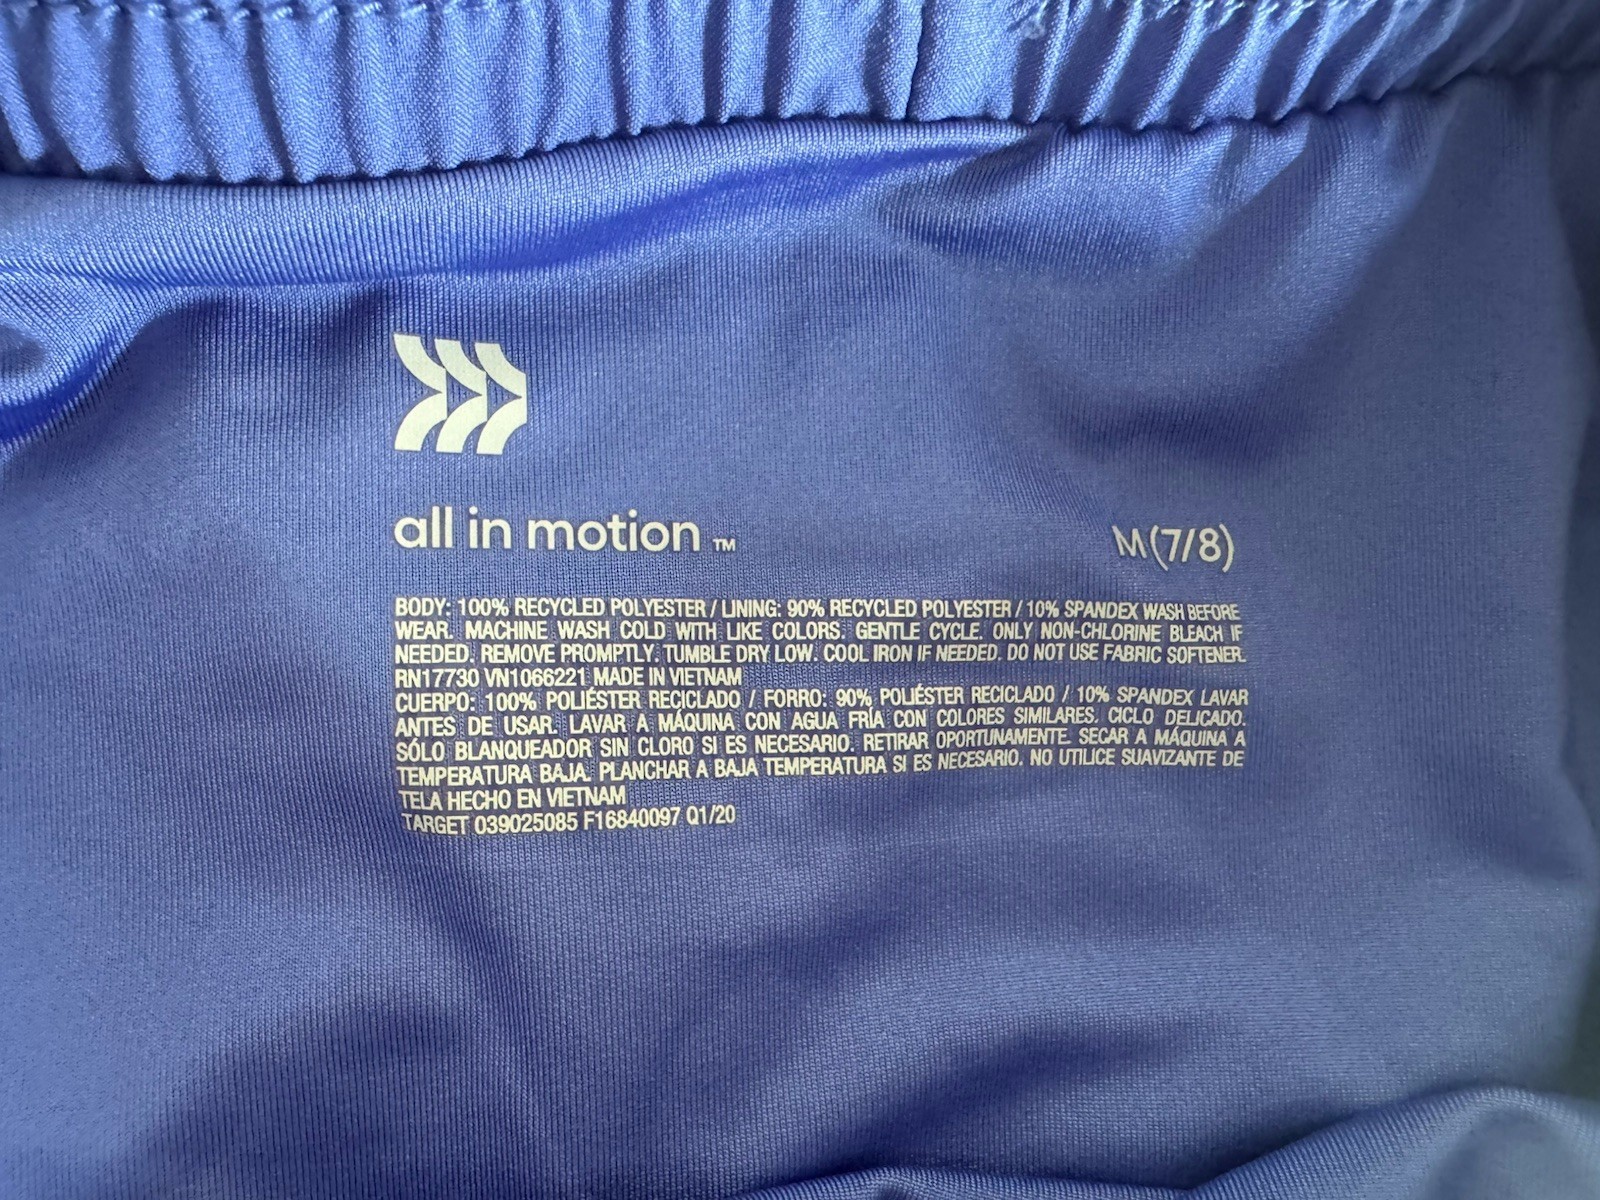 all in motion ™
M(7/8)
BODY: 100% RECYCLED POLYESTER / LINING: 90% RECYCLED POLYESTER / 10% SPANDEX WASH BEFORE
WEAR. MACHINE WASH COLD WITH LIKE COLORS. GENTLE CYCLE. ONLY NON-CHLORINE BLEACH IF
NEEDED. REMOVE PROMPTLY. TUMBLE DRY LOW. COOL IRON IF NEEDED. DO NOT USE FABRIC SOFTENER.
RN17730 VN1066221 MADE IN VIETNAM
CUERPO: 100% POLIÉSTER RECICLADO / FORRO: 90% POLIÉSTER RECICLADO / 10% SPANDEX LAVAR
ANTES DE USAR. LAVAR A MÁQUINA CON AGUA FRÍA CON COLORES SIMILARES. CICLO DELICADO.
SÓLO BLANQUEADOR SIN CLORO SI ES NECESARIO. RETIRAR OPORTUNAMENTE. SECAR A MÁQUINA A
TEMPERATURA BAJA. PLANCHAR A BAJA TEMPERATURA SI ES NECESARIO. NO UTILICE SUAVIZANTE DE
TELA HECHO EN VIETNAM
TARGET 039025085 F16840097 Q1/20